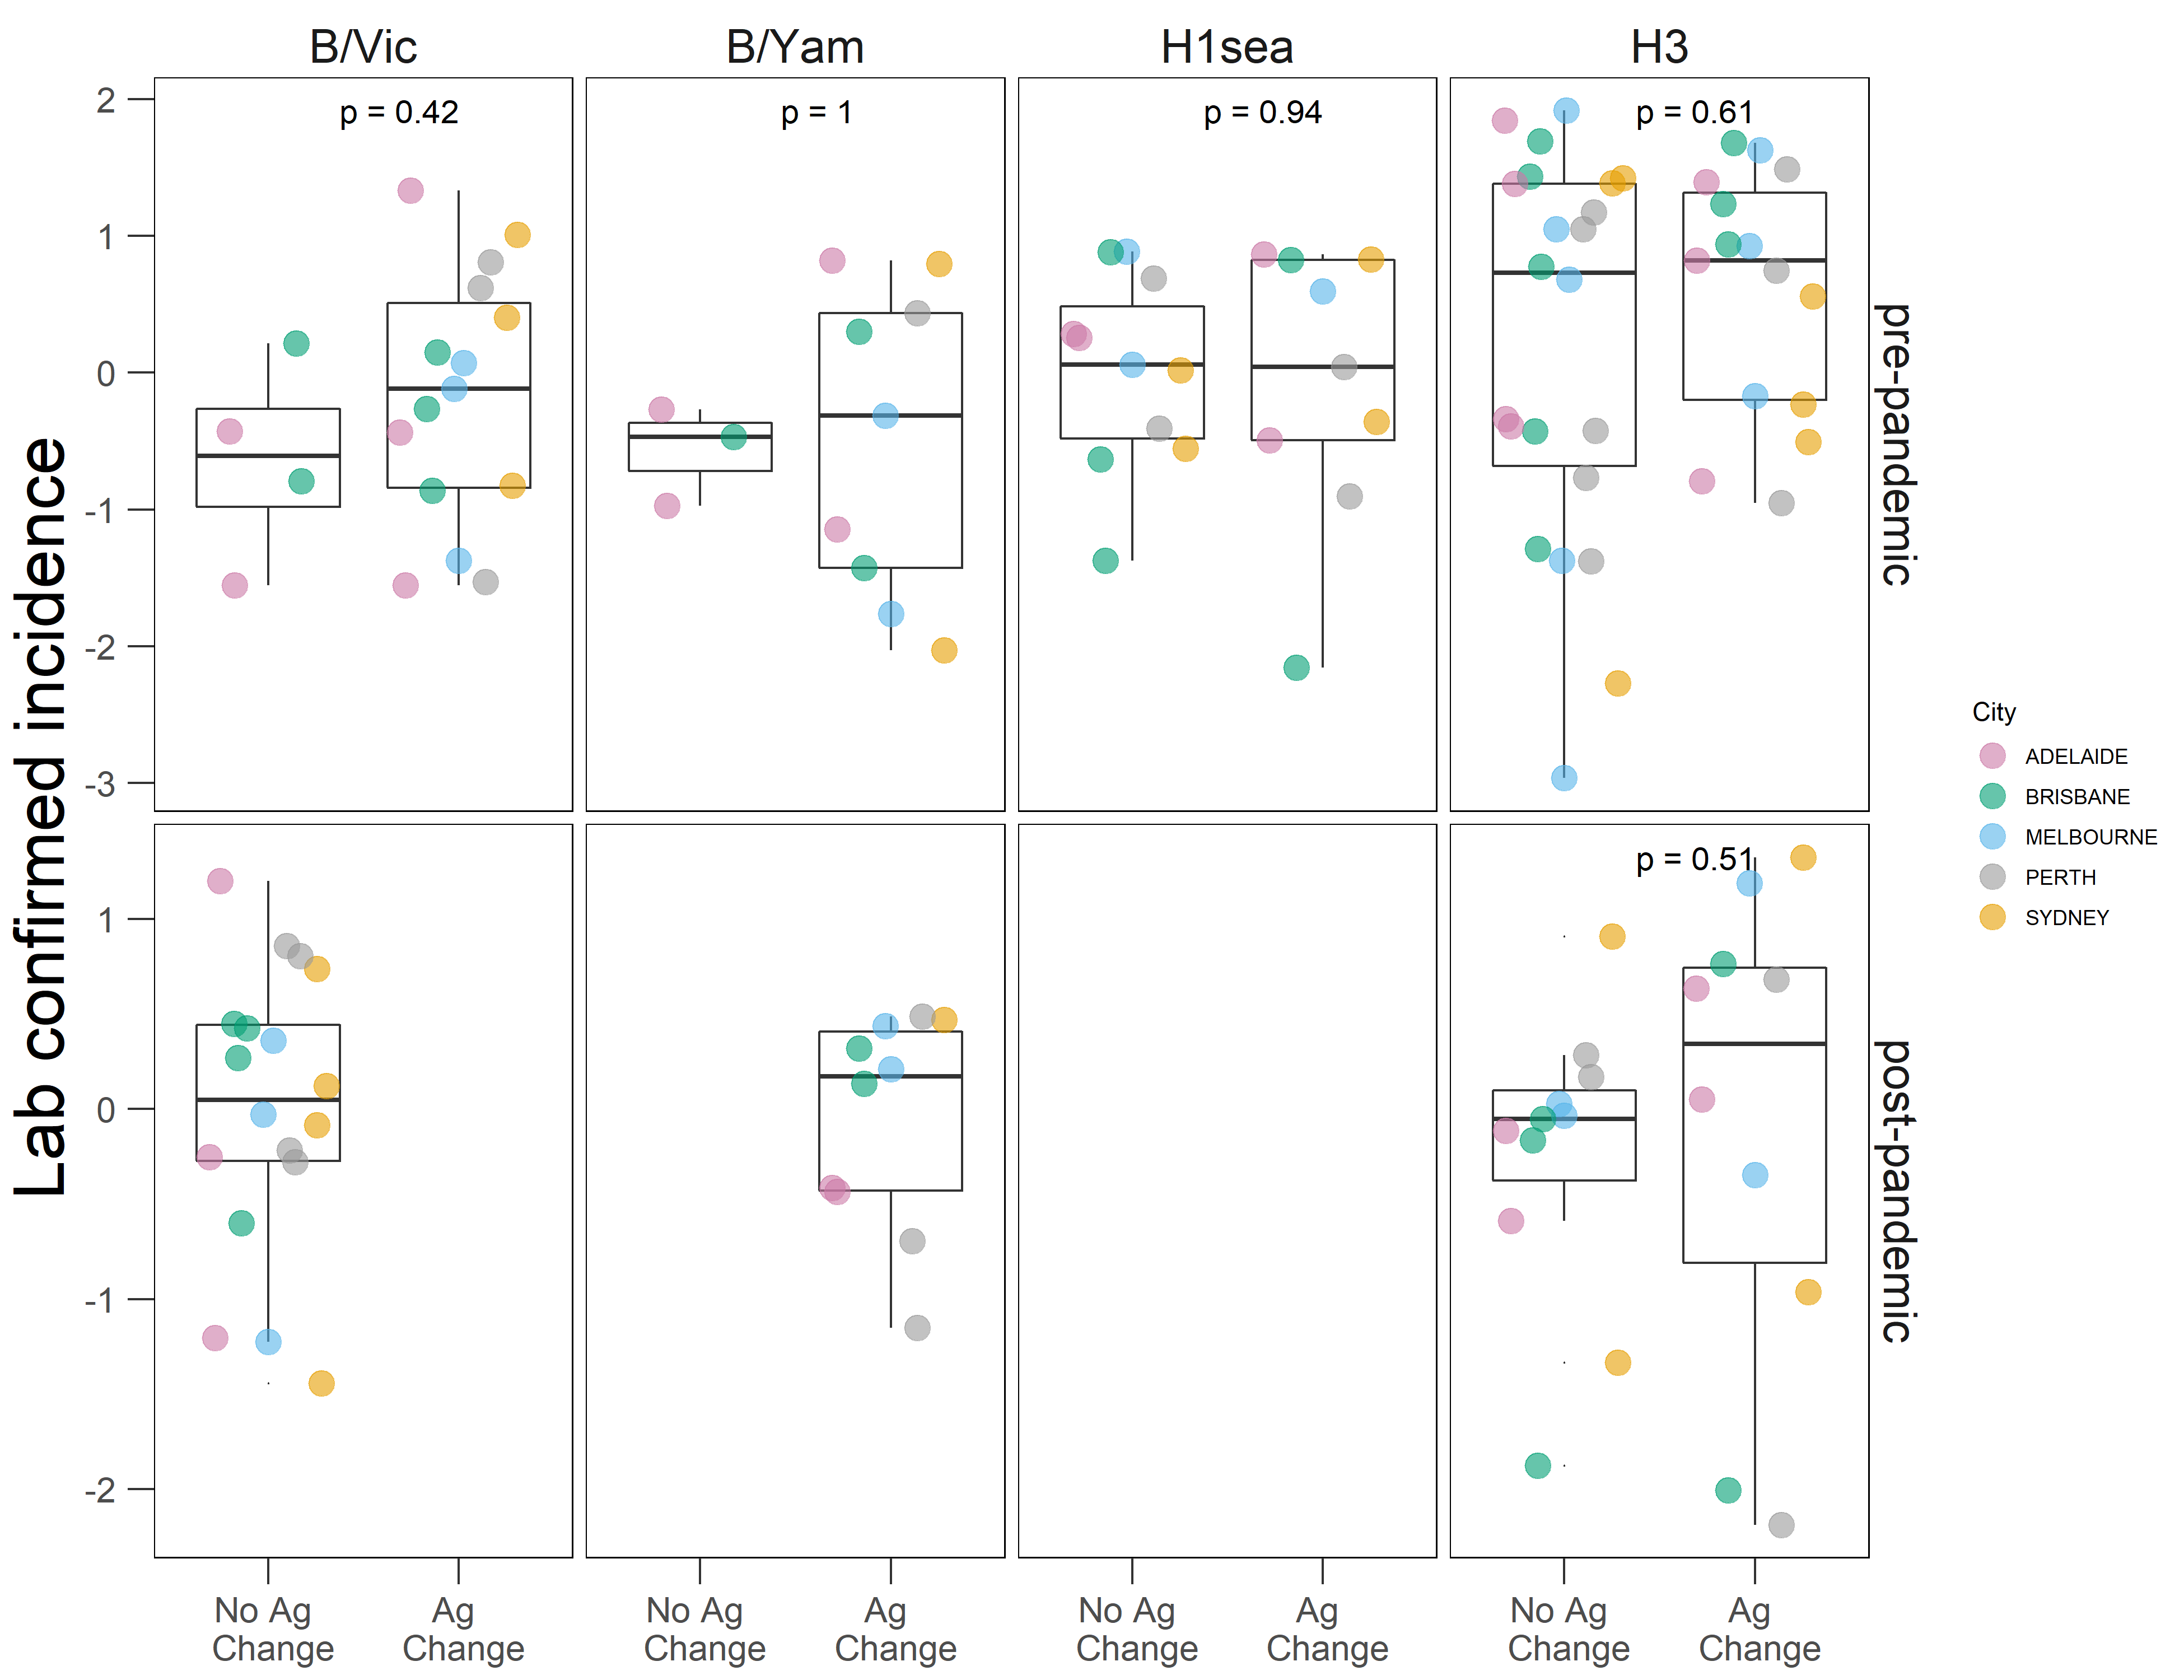 B/Vic
B/Yam
H1sea
H3
Lab confirmed incidence
2
1
0
-1
-2
-3
p = 0.42
p = 1
p = 0.94
p = 0.61
pre-pandemic
1
0
-1
-2
p = 0.51
post-pandemic
No Ag
Change
Ag
Change
No Ag
Change
Ag
Change
No Ag
Change
Ag
Change
No Ag
Change
Ag
Change
City
ADELAIDE
BRISBANE
MELBOURNE
PERTH
SYDNEY